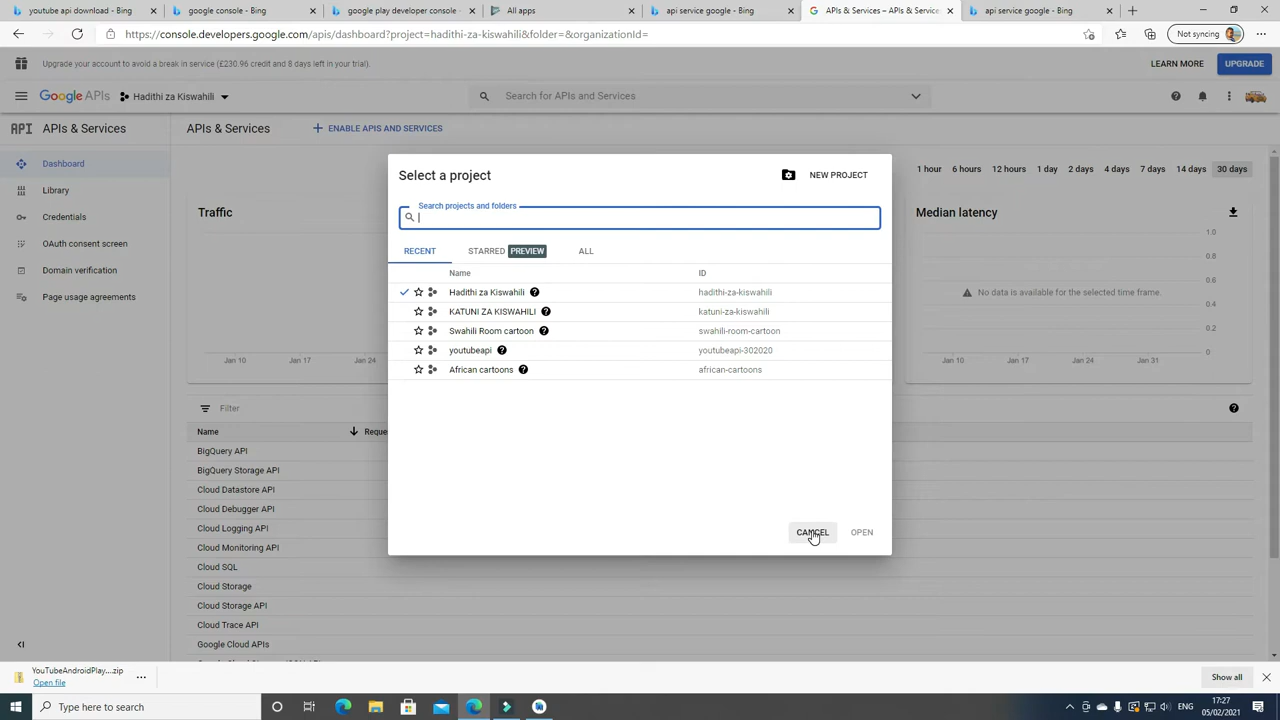 youtube api download - Bing
google console - Bing
google play developer console -
All apps
api service google - Bing
APIs & Services – APIs & Services
api service google - Bing
https://console.developers.google.com/apis/dashboard?project=hadithi-za-kiswahili&folder=&organizationId=
Not syncing
Upgrade your account to avoid a break in service (£230.96 credit and 8 days left in your trial).
LEARN MORE
UPGRADE
Google APIs
Hadithi za Kiswahili
Search for APIs and Services
API APIs & Services
APIs & Services
ENABLE APIS AND SERVICES
Dashboard
Library
Credentials
OAuth consent screen
Domain verification
Page usage agreements
1 hour 6 hours 12 hours 1 day 2 days 4 days 7 days 14 days 30 days
Traffic
Jan 10 Jan 17 Jan 24
Median latency
1.0
0.8
No data is available for the selected time frame.
0.6
0.4
0.2
0
Jan 10 Jan 17 Jan 24 Jan 31
Select a project
NEW PROJECT
Search projects and folders
RECENT
STARRED PREVIEW
ALL
Name ID
Hadithi za Kiswahili hadithi-za-kiswahili
KATUNI ZA KISWAHILI katuni-za-kiswahili
Swahili Room cartoon swahili-room-cartoon
youtubeapi youtubeapi-302020
African cartoons african-cartoons
CANCEL
OPEN
Filter
Name Reque
BigQuery API
BigQuery Storage API
Cloud Datastore API
Cloud Debugger API
Cloud Logging API
Cloud Monitoring API
Cloud SQL
Cloud Storage
Cloud Storage API
Cloud Trace API
Google Cloud APIs
YouTubeAndroidPlay....zip
Open file
Show all
Type here to search
ENG
17:27
05/02/2021